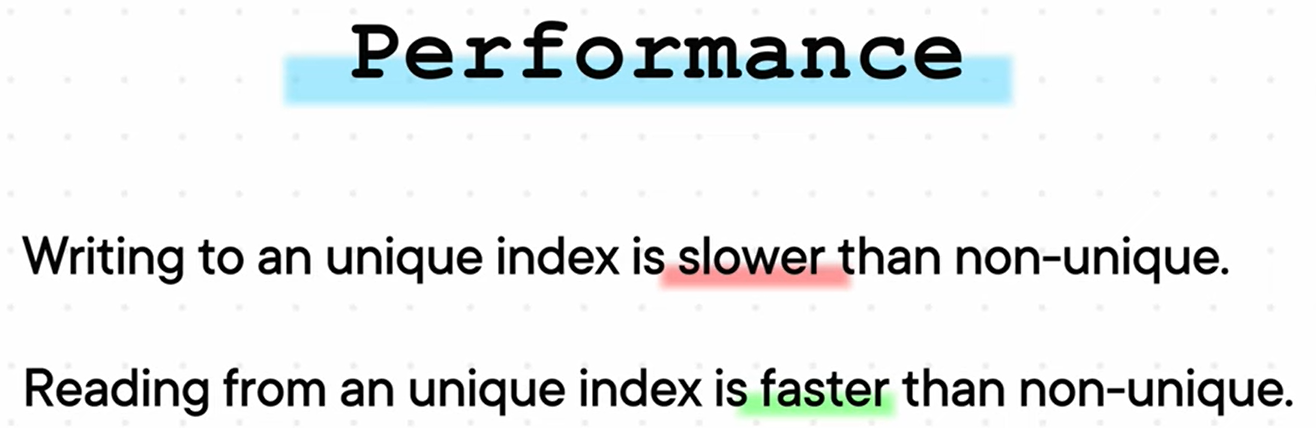 Performance
Writing to an unique index is slower than non-unique.
Reading from an unique index is faster than non-unique.